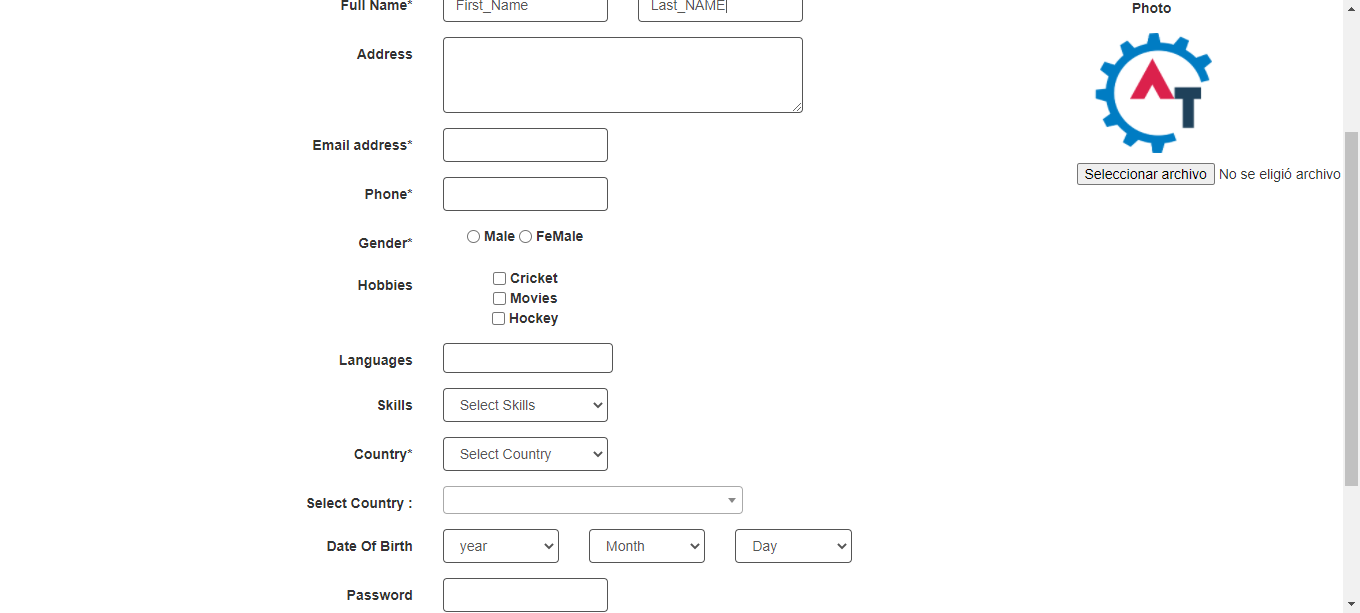 Full Name* First_Name Last_NAME
Photo
Address
AT
Email address*
Seleccionar archivo No se eligió archivo
Phone*
Gender* Male FeMale
Hobbies Cricket
Movies
Hockey
Languages
Skills Select Skills
Country* Select Country
Select Country :
Date Of Birth year Month Day
Password